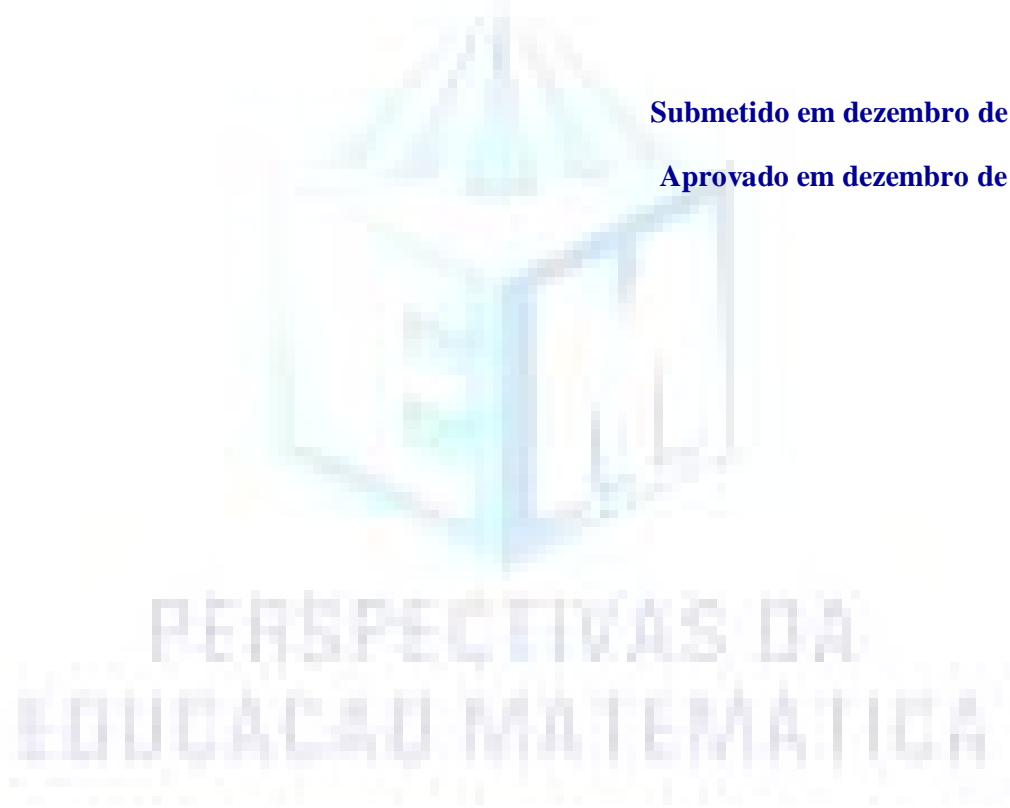 Submetido em dezembro de
Aprovado em dezembro de
PERSPECTIVAS DA
EDUCAÇÃO MATEMÁTICA